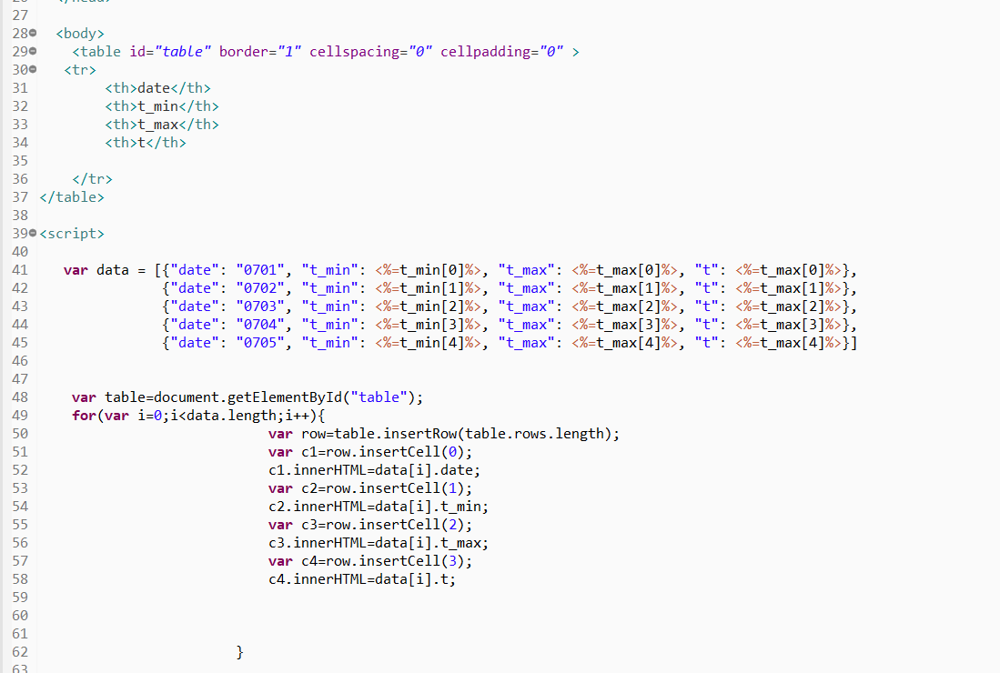 27
28 <body>
29 <table id="table" border="1" cellspacing="0" cellpadding="0" >
30 <tr>
31 <th>date</th>
32 <th>t_min</th>
33 <th>t_max</th>
34 <th>t</th>
35
36 </tr>
37 </table>
38
39 <script>
40
41 var data = [{"date": "0701", "t_min": <%=t_min[0]%>, "t_max": <%=t_max[0]%>, "t": <%=t_max[0]%>},
42 {"date": "0702", "t_min": <%=t_min[1]%>, "t_max": <%=t_max[1]%>, "t": <%=t_max[1]%>},
43 {"date": "0703", "t_min": <%=t_min[2]%>, "t_max": <%=t_max[2]%>, "t": <%=t_max[2]%>},
44 {"date": "0704", "t_min": <%=t_min[3]%>, "t_max": <%=t_max[3]%>, "t": <%=t_max[3]%>},
45 {"date": "0705", "t_min": <%=t_min[4]%>, "t_max": <%=t_max[4]%>, "t": <%=t_max[4]%>}]
46
47
48 var table=document.getElementById("table");
49 for(var i=0;i<data.length;i++){
50 var row=table.insertRow(table.rows.length);
51 var c1=row.insertCell(0);
52 c1.innerHTML=data[i].date;
53 var c2=row.insertCell(1);
54 c2.innerHTML=data[i].t_min;
55 var c3=row.insertCell(2);
56 c3.innerHTML=data[i].t_max;
57 var c4=row.insertCell(3);
58 c4.innerHTML=data[i].t;
59
60
61
62 }
63